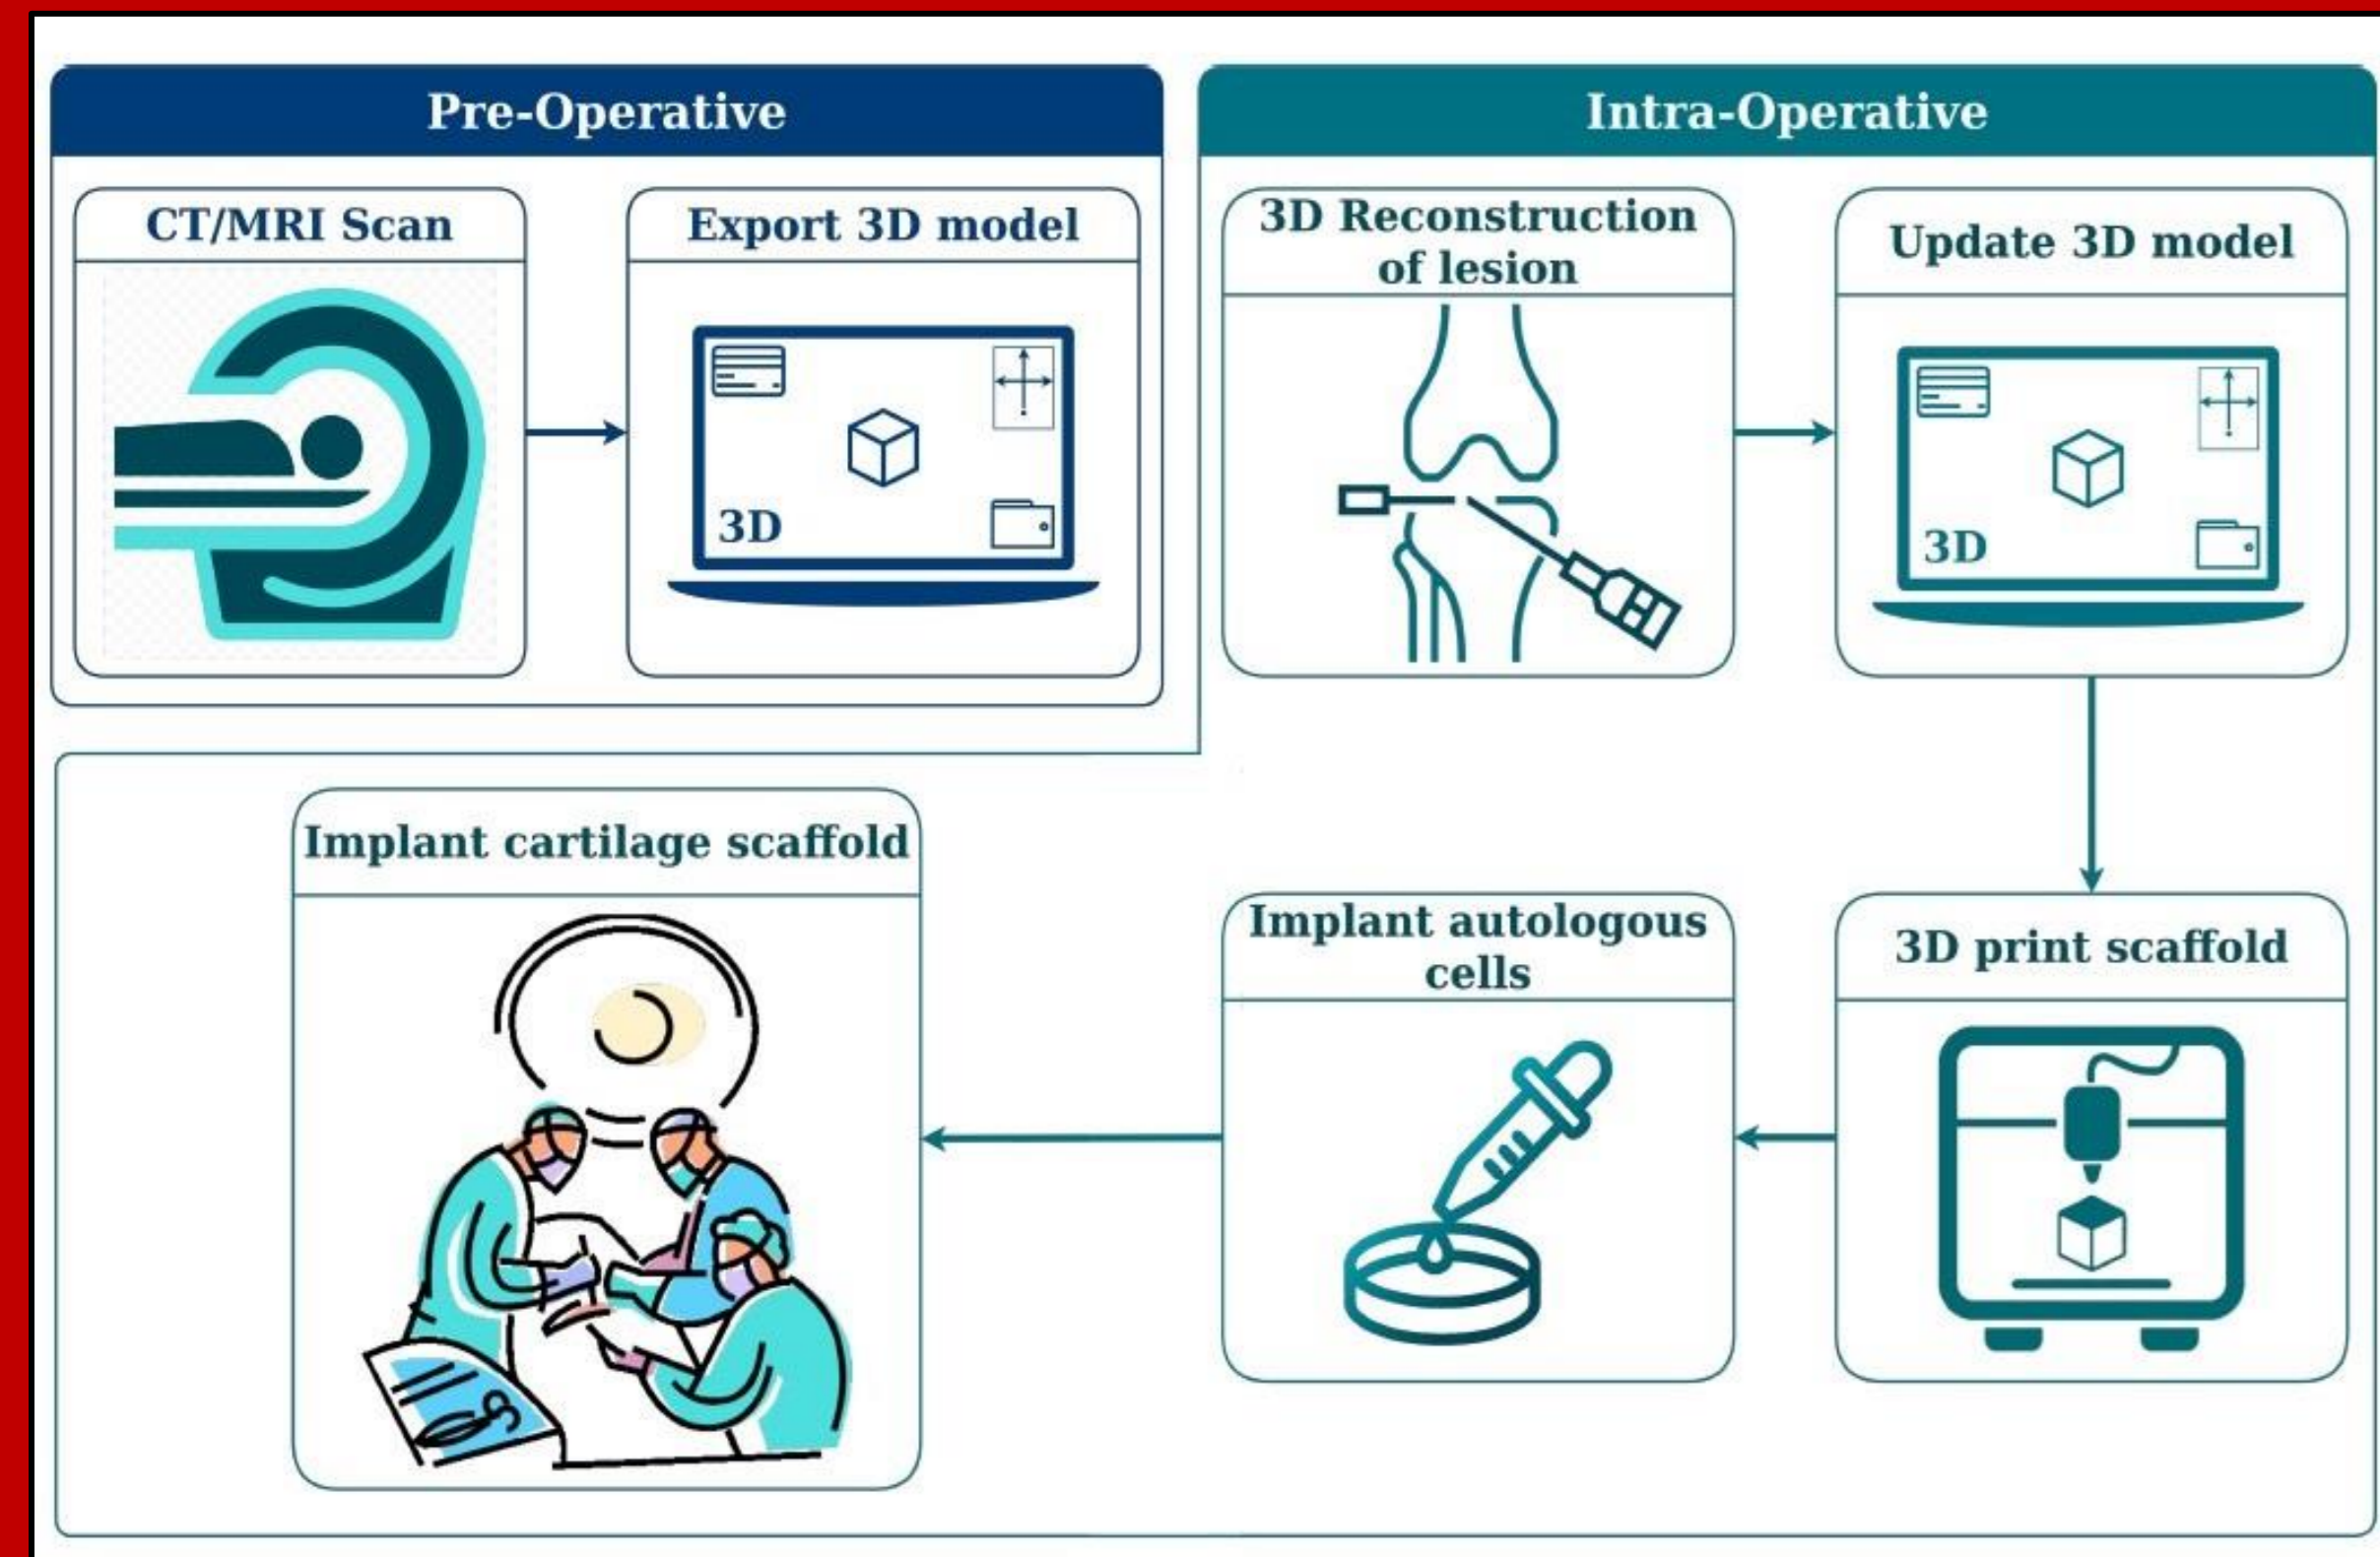 Pre-Operative
CT/MRI Scan
Export 3D model
3D
Intra-Operative
3D Reconstruction
of lesion
Update 3D model
3D
3D print scaffold
Implant autologous
cells
Implant cartilage scaffold